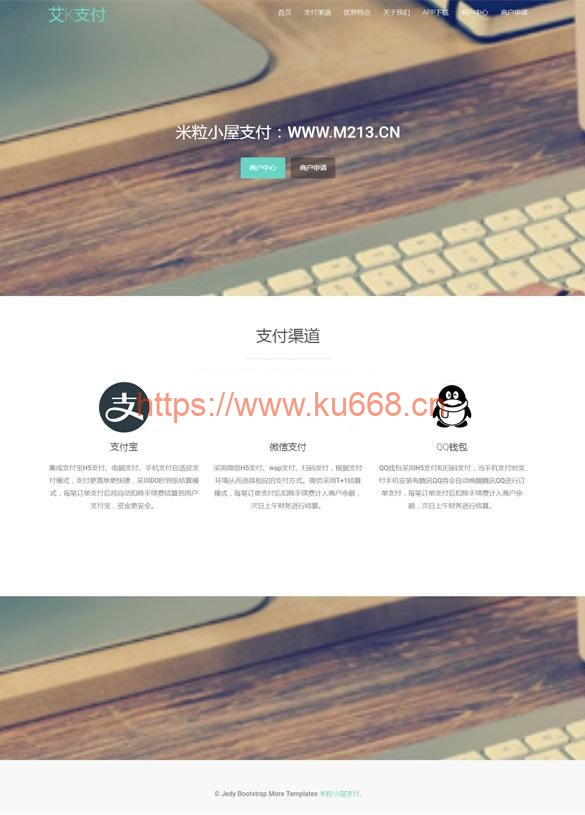 艾K支付
首页 支付渠道 优势特点 关于我们 APP下载 商户中心 商户申请
米粒小屋支付：WWW.M213.CN
商户中心 商户申请
支付渠道
https://www.ku668.cn
支付宝
集成支付宝H5支付、电脑支付、手机支付自适应支
付模式，支付更简单更快捷，采用D0秒到账结算模
式，每笔订单支付后将自动扣除手续费结算到用户
支付宝，资金更安全。
微信支付
采用微信H5支付、wap支付、扫码支付，根据支付
环境从而选择相应的支付方式。微信采用T+1结算
模式，每笔订单支付后扣除手续费计入商户余额，
次日上午财务进行结算。
QQ钱包
QQ钱包采用H5支付和扫码支付，当手机支付时支
付手机安装有腾讯QQ将会自动唤醒腾讯QQ进行订
单支付，每笔订单支付后扣除手续费计入商户余
额，次日上午财务进行结算。
© Jedy Bootstrap More Templates 米粒小屋支付.